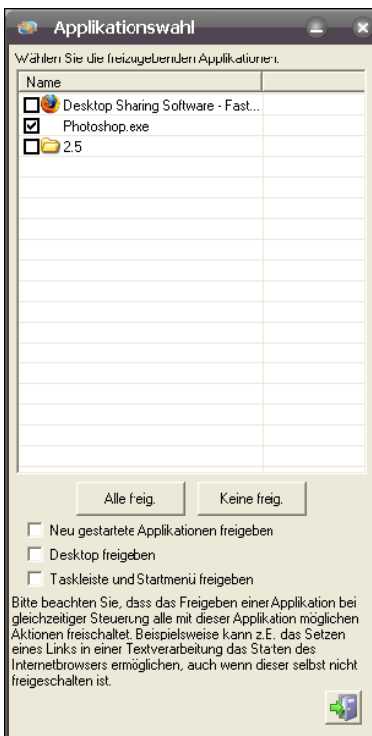 Applikationswahl
Wählen Sie die freizugebenden Applikationen.
Name
Desktop Sharing Software - Fast...
Photoshop.exe
2.5
Alle freig.
Keine freig.
Neu gestartete Applikationen freigeben
Desktop freigeben
Taskleiste und Startmenü freigeben
Bitte beachten Sie, dass das Freigeben einer Applikation bei
gleichzeitiger Steuerung alle mit dieser Applikation möglichen
Aktionen freischaltet. Beispielsweise kann z.B. das Setzen
eines Links in einer Textverarbeitung das Starten des
Internetbrowsers ermöglichen, auch wenn dieser selbst nicht
freigeschalten ist.